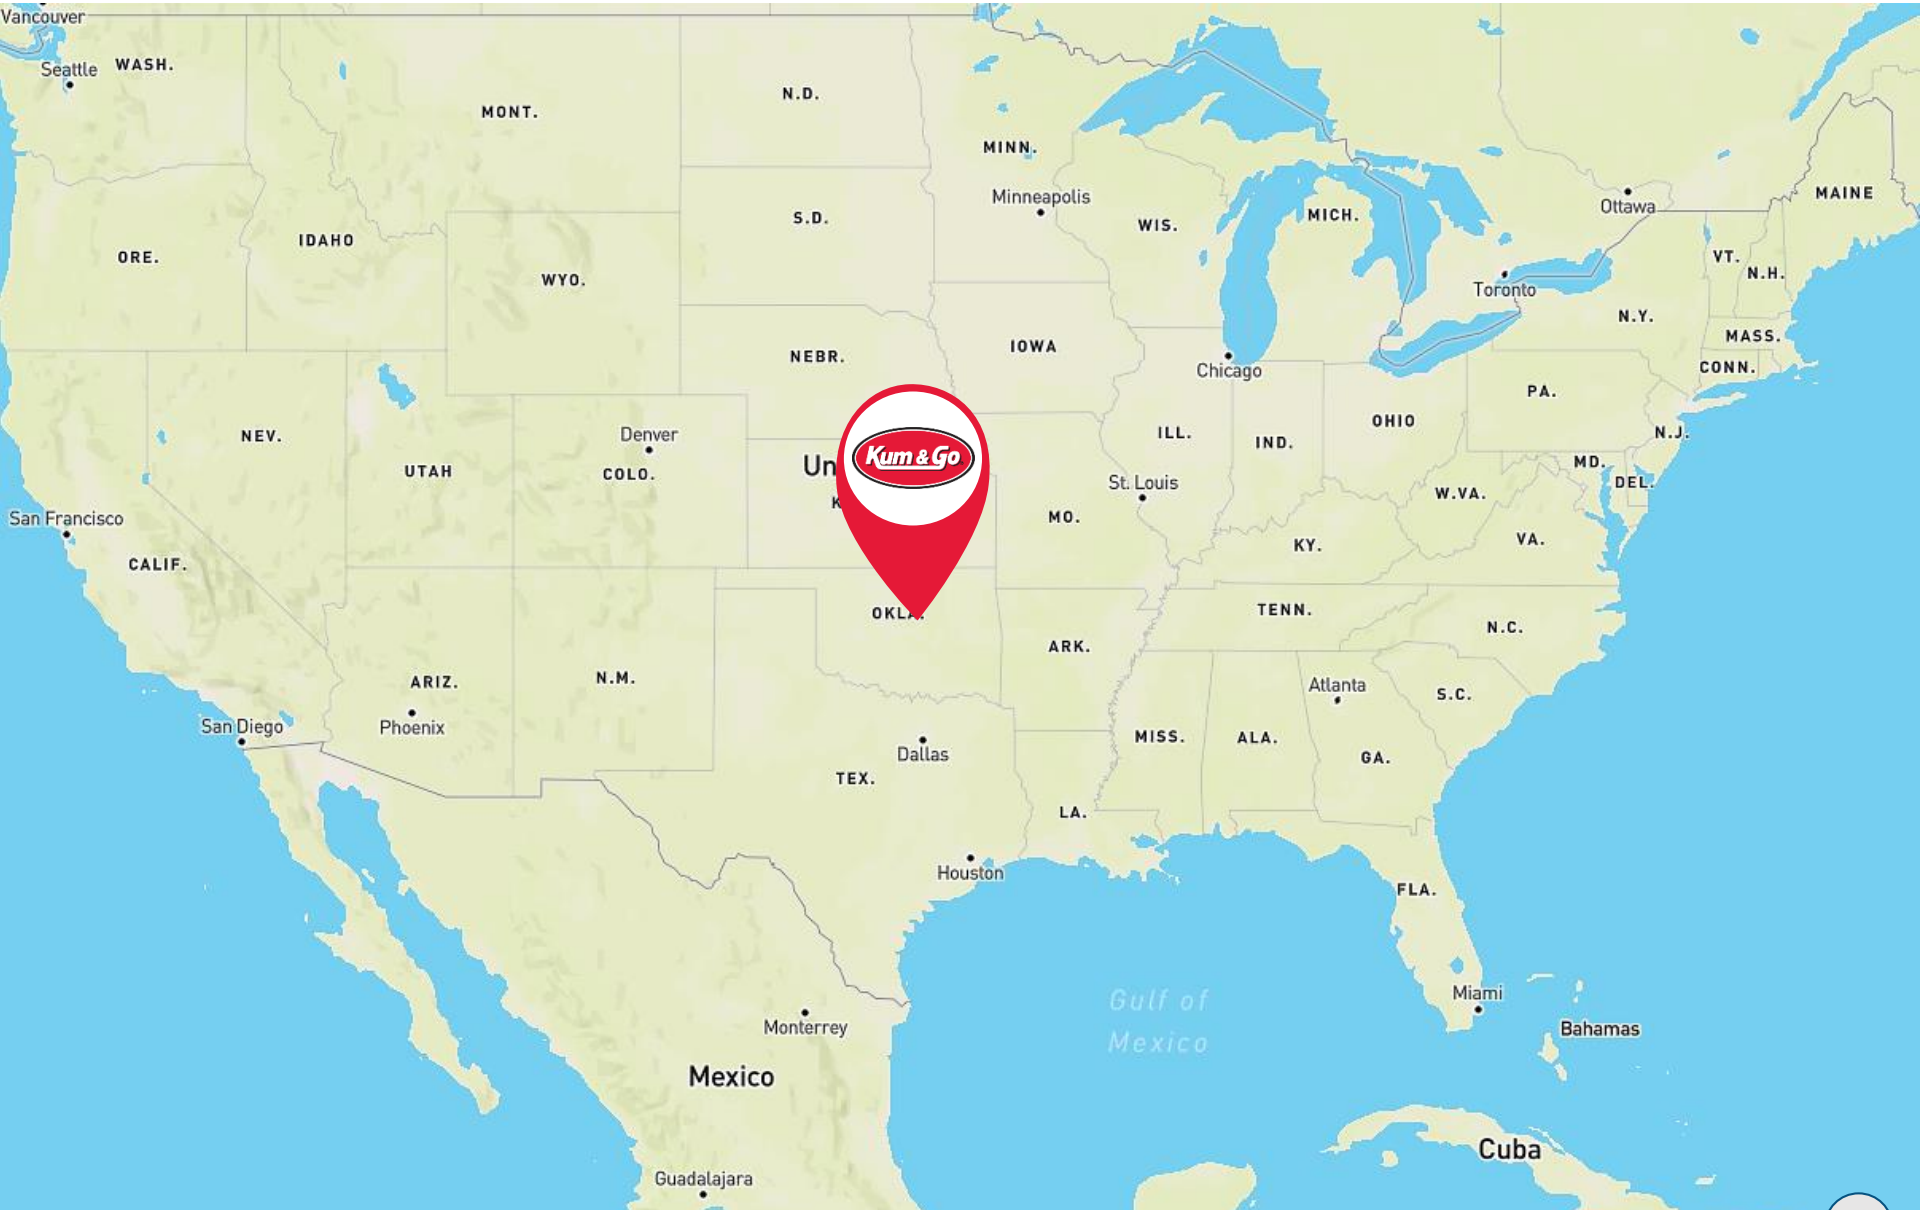 Vancouver
Seattle
WASH.
MONT.
N.D.
MINN.
Minneapolis
S.D.
WIS.
MICH.
Ottawa
MAINE
ORE.
IDAHO
WYO.
VT.
N.H.
Toronto
N.Y.
MASS.
CONN.
NEBR.
IOWA
Chicago
PA.
OHIO
N.J.
NEV.
UTAH
Denver
COLO.
Un
K
Kum & Go
ILL.
IND.
MD.
DEL.
St. Louis
W.VA.
San Francisco
CALIF.
MO.
KY.
VA.
OKLA.
TENN.
N.C.
ARK.
ARIZ.
N.M.
Atlanta
S.C.
San Diego
Phoenix
Dallas
MISS.
ALA.
GA.
TEX.
LA.
Houston
FLA.
Miami
Gulf of
Mexico
Bahamas
Monterrey
Mexico
Cuba
Guadalajara